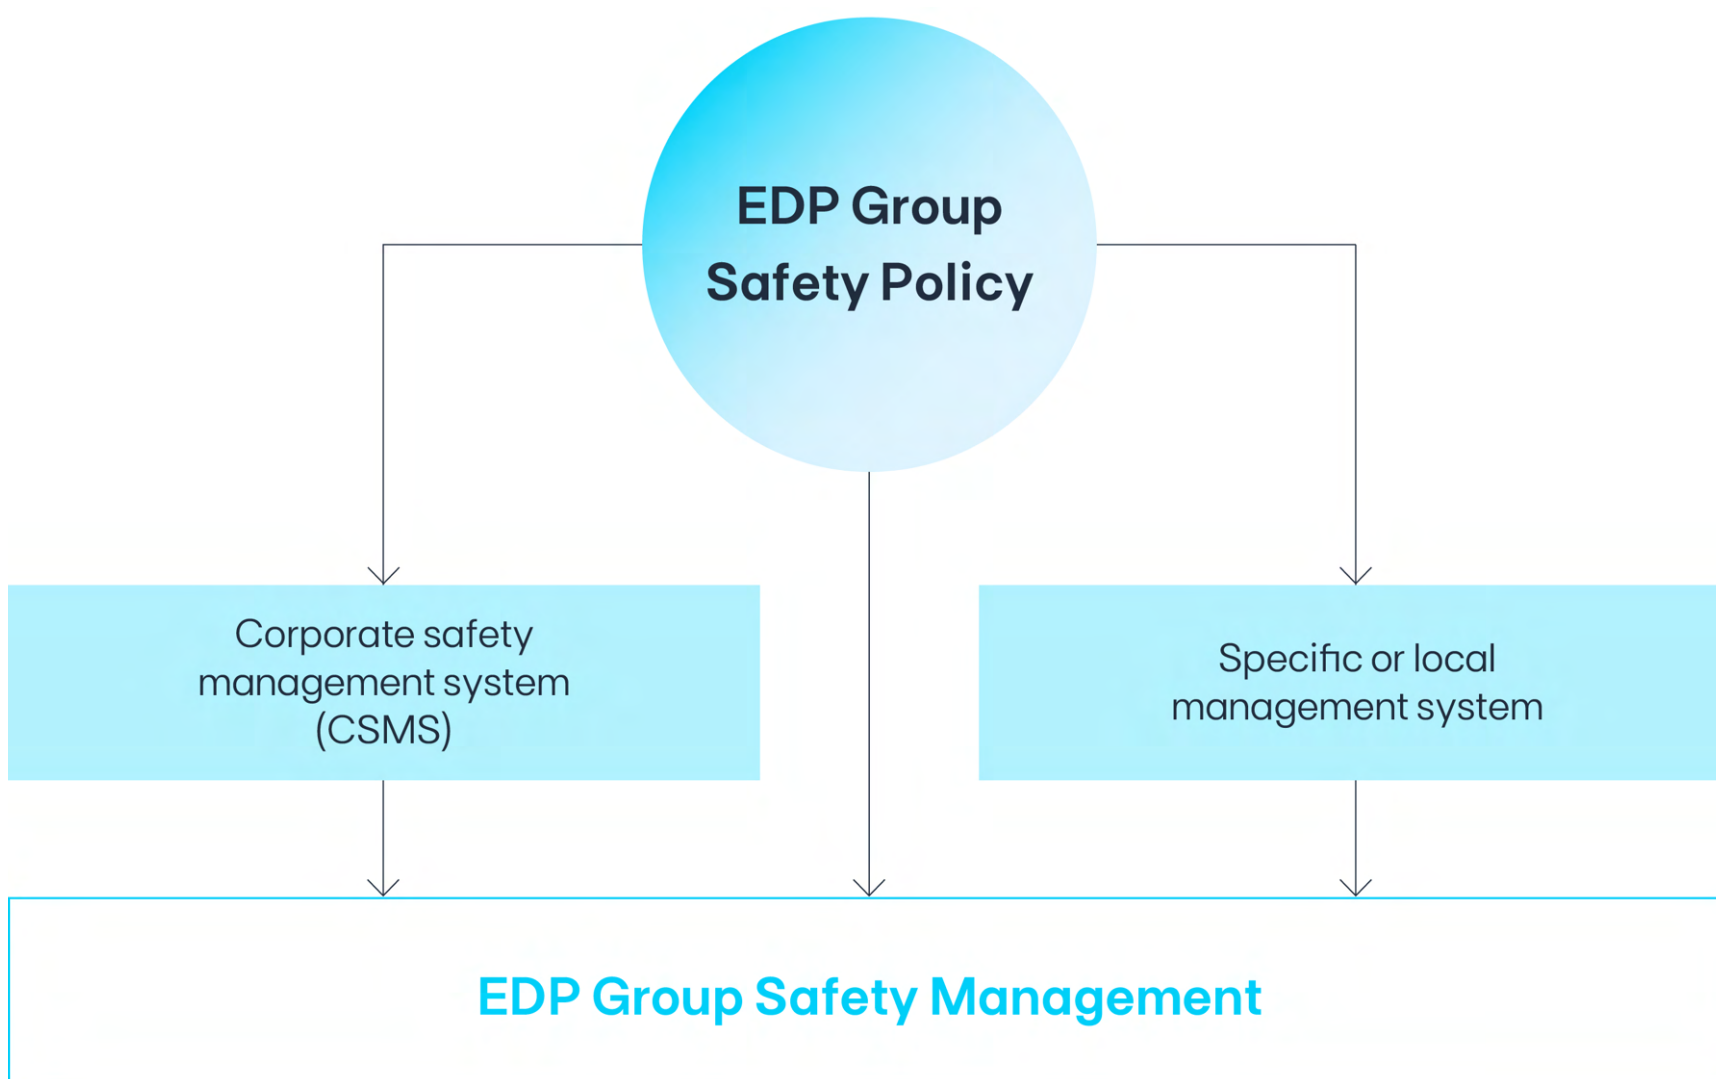 EDP Group
Safety Policy
Corporate safety
management system
(CSMS)
Specific or local
management system
EDP Group Safety Management